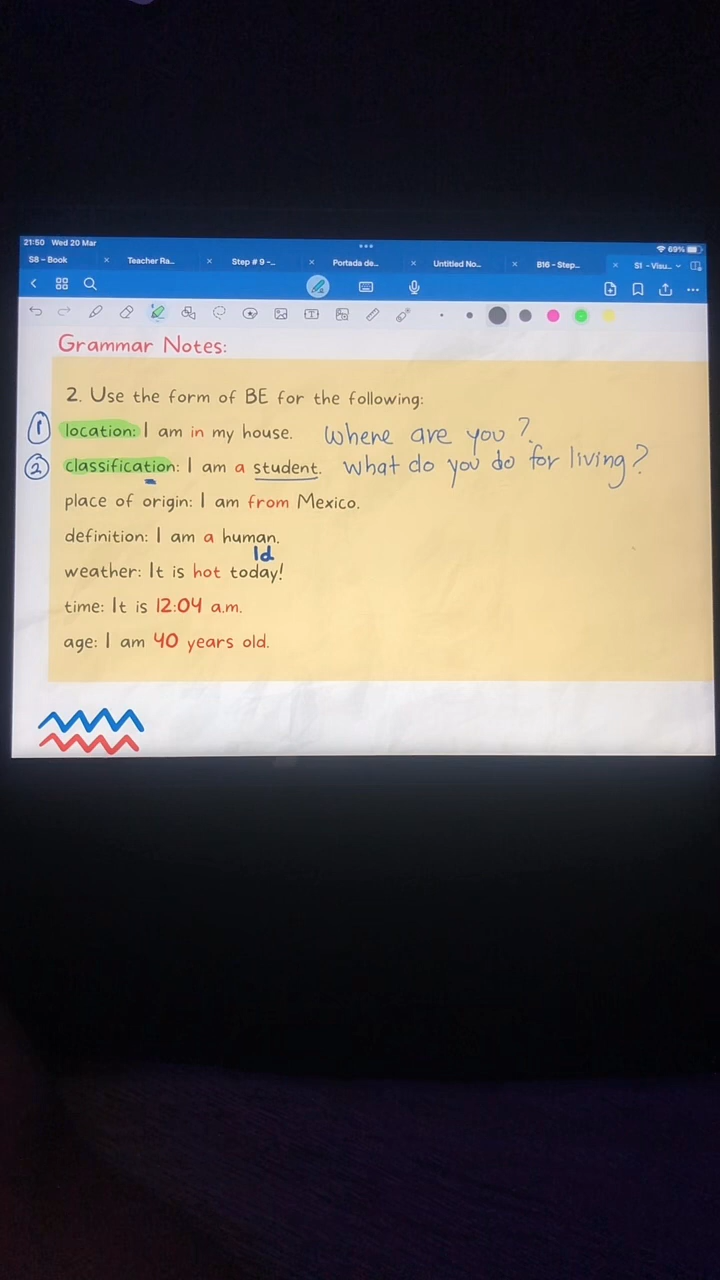 21:50 Wed 20 Mar
69%
S8 – Book
Teacher Ra...
Step # 9 -...
Portada de...
Untitled No...
B16 – Step...
S1 - Visu...
Grammar Notes:
2. Use the form of BE for the following:
1 location: I am in my house. Where are you?
2 classification: I am a student. What do you do for living?
place of origin: I am from Mexico.
definition: I am a human.
Id
weather: It is hot today!
time: It is 12:04 a.m.
age: I am 40 years old.